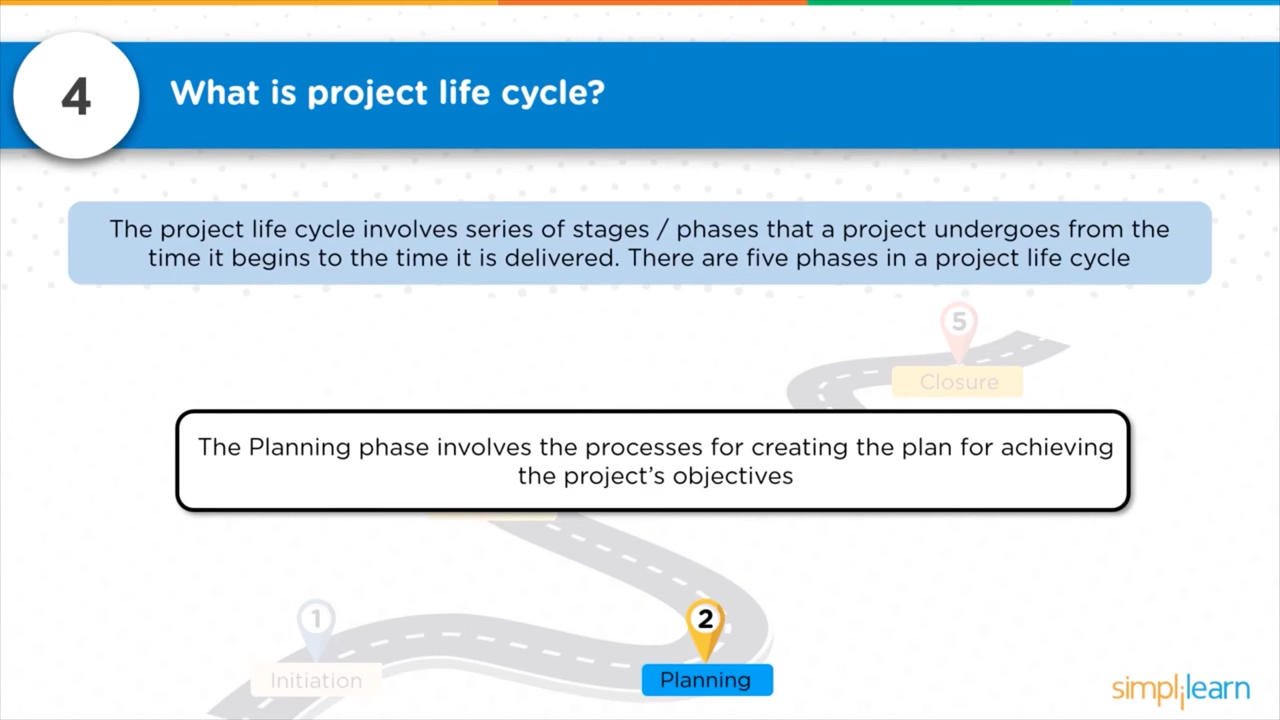 4
What is project life cycle?
The project life cycle involves series of stages / phases that a project undergoes from the
time it begins to the time it is delivered. There are five phases in a project life cycle
5
Closure
The Planning phase involves the processes for creating the plan for achieving
the project's objectives
1
2
Initiation
Planning
simplilearn